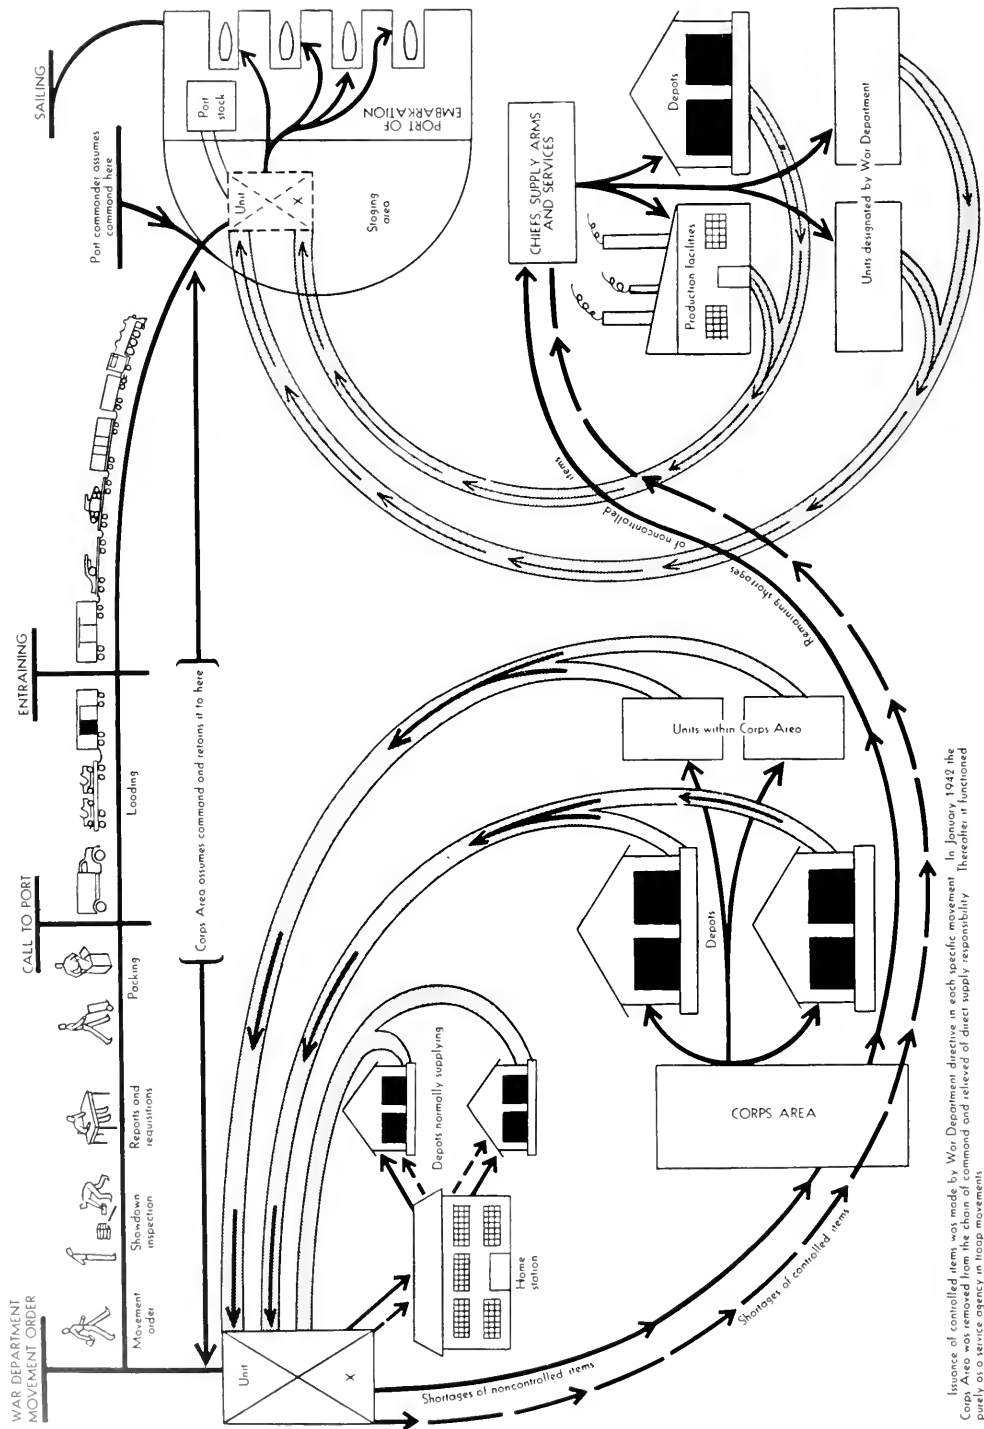 WAR DEPARTMENT
MOVEMENT ORDER
CALL TO PORT
ENTRAINING
SAILING
Port commander assumes
command here
Movement
order
Showdown
inspection
Reports and
requisitions
Packing
Loading
Corps Area assumes command and retains it to here
Unit
X
Home
station
Depots normally supplying
Shortages of noncontrolled items
Shortages of controlled items
CORPS AREA
Depots
Units within Corps Area
Remaining shortages
of noncontrolled
items
CHIEFS, SUPPLY ARMS
AND SERVICES
Production facilities
Depots
Units designated by War Department
Unit
X
Staging
area
Port
stock
PORT OF
EMBARKATION
Issuance of controlled items was made by War Department directive in each specific movement In January 1942 the
Corps Area was removed from the chain of command and relieved of direct supply responsibility Thereafter it functioned
purely as a service agency in troop movements